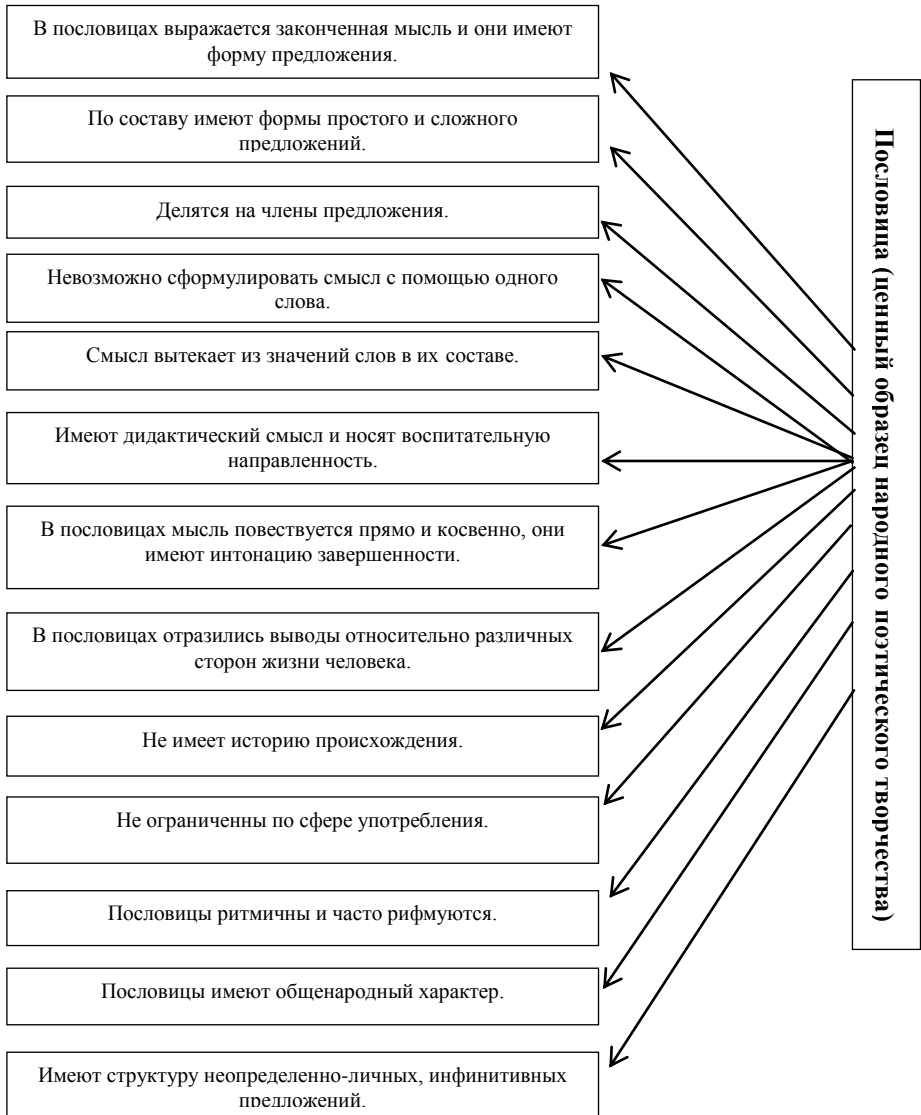 В пословицах выражается законченная мысль и они имеют
форму предложения.
По составу имеют формы простого и сложного
предложений.
Делятся на члены предложения.
Невозможно сформулировать смысл с помощью одного
слова.
Смысл вытекает из значений слов в их составе.
Имеют дидактический смысл и носят воспитательную
направленность.
В пословицах мысль повествуется прямо и косвенно, они
имеют интонацию завершенности.
В пословицах отразились выводы относительно различных
сторон жизни человека.
Не имеет историю происхождения.
Не ограниченны по сфере употребления.
Пословицы ритмичны и часто рифмуются.
Пословицы имеют общенародный характер.
Имеют структуру неопределенно-личных, инфинитивных
предложений.
Пословица (ценный образец народного поэтического творчества)